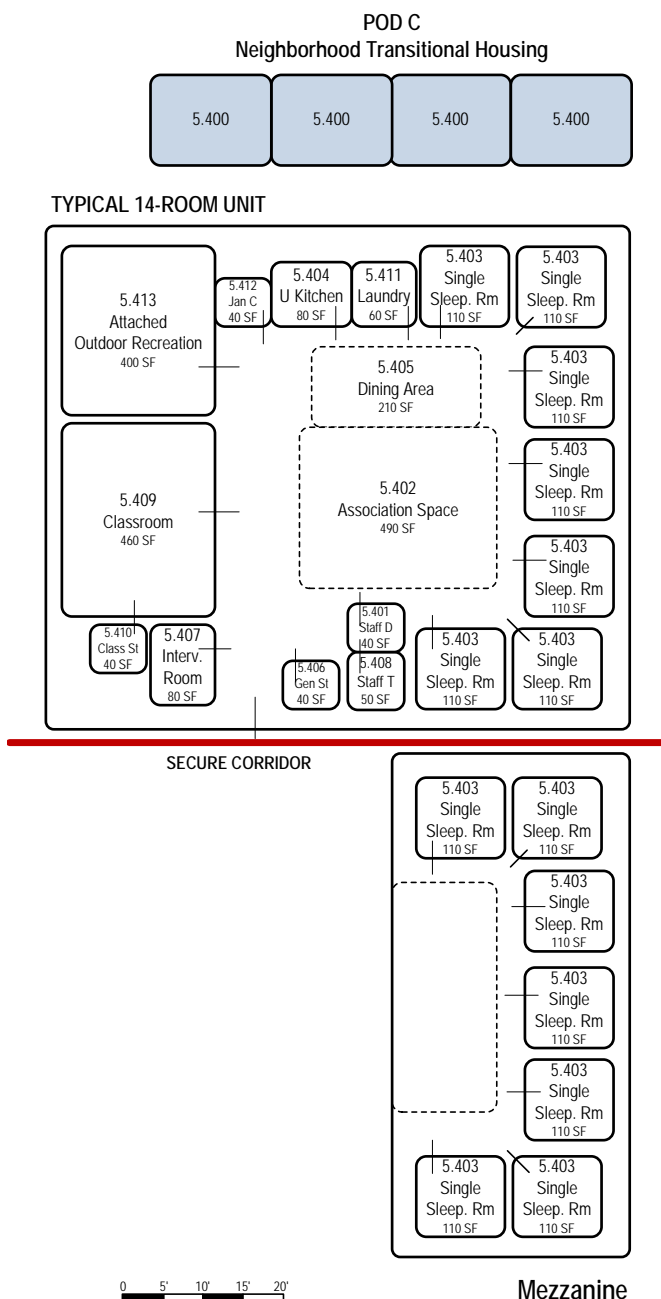 POD C
Neighborhood Transitional Housing
5.400
5.400
5.400
5.400
TYPICAL 14-ROOM UNIT
5.413
Attached
Outdoor Recreation
400 SF
5.412
Jan C
40 SF
5.404
U Kitchen
80 SF
5.411
Laundry
60 SF
5.403
Single
Sleep. Rm
110 SF
5.403
Single
Sleep. Rm
110 SF
5.405
Dining Area
210 SF
5.403
Single
Sleep. Rm
110 SF
5.409
Classroom
460 SF
5.402
Association Space
490 SF
5.403
Single
Sleep. Rm
110 SF
5.403
Single
Sleep. Rm
110 SF
5.410
Class St
40 SF
5.407
Interv.
Room
80 SF
5.406
Gen St
40 SF
5.401
Staff D
40 SF
5.408
Staff T
50 SF
5.403
Single
Sleep. Rm
110 SF
5.403
Single
Sleep. Rm
110 SF
SECURE CORRIDOR
5.403
Single
Sleep. Rm
110 SF
5.403
Single
Sleep. Rm
110 SF
5.403
Single
Sleep. Rm
110 SF
5.403
Single
Sleep. Rm
110 SF
5.403
Single
Sleep. Rm
110 SF
5.403
Single
Sleep. Rm
110 SF
5.403
Single
Sleep. Rm
110 SF
0 5' 10' 15' 20'
Mezzanine